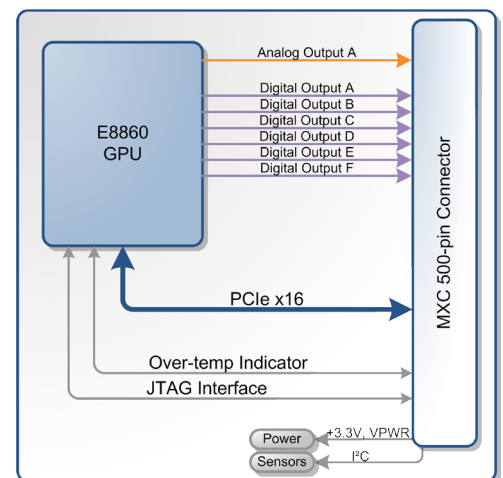 Analog Output A
Digital Output A
Digital Output B
Digital Output C
Digital Output D
Digital Output E
Digital Output F
E8860
GPU
MXC 500-pin Connector
PCIe x16
Over-temp Indicator
JTAG Interface
Power
+3.3V, VPWR
Sensors
I²C